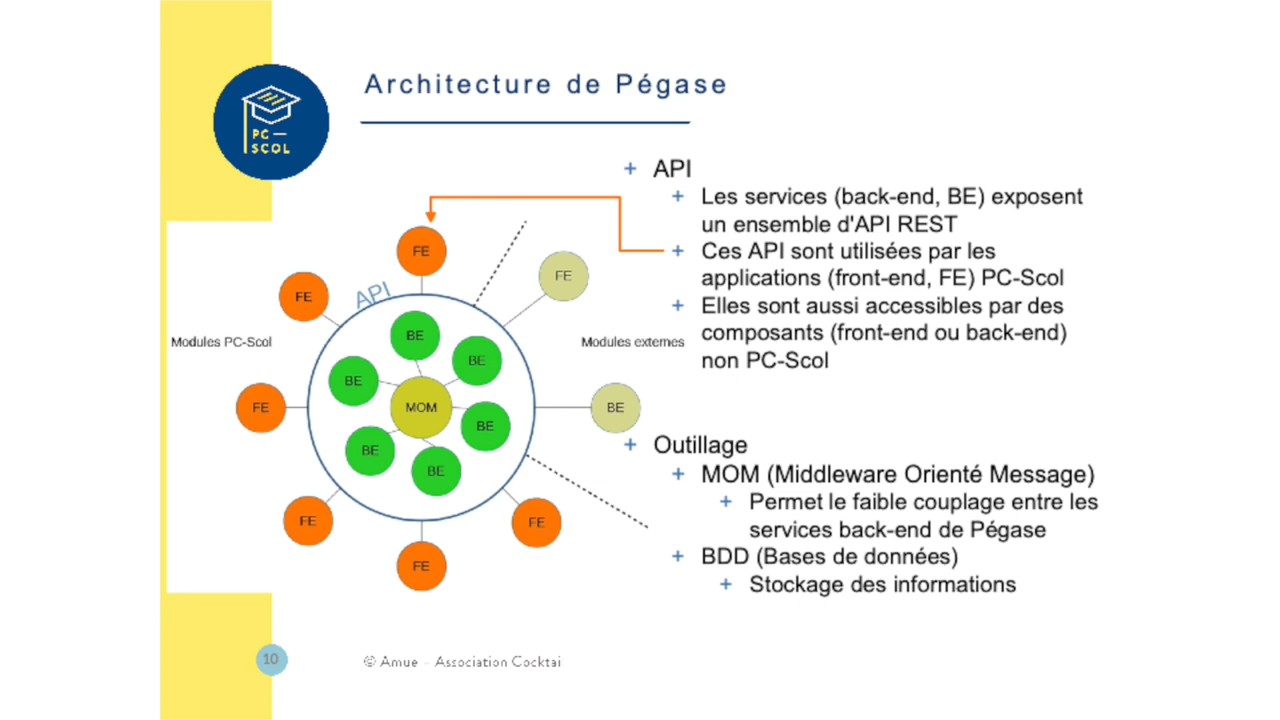 Architecture de Pégase
PC —
SCOL
+ API
+ Les services (back-end, BE) exposent
un ensemble d'API REST
+ Ces API sont utilisées par les
applications (front-end, FE) PC-Scol
+ Elles sont aussi accessibles par des
composants (front-end ou back-end)
non PC-Scol
+ Outillage
+ MOM (Middleware Orienté Message)
+ Permet le faible couplage entre les
services back-end de Pégase
+ BDD (Bases de données)
+ Stockage des informations
FE
FE
FE
API
BE
Modules PC-Scol
Modules externes
BE
BE
FE
MOM
BE
BE
BE
BE
FE
FE
FE
10
© Amue – Association Cocktai